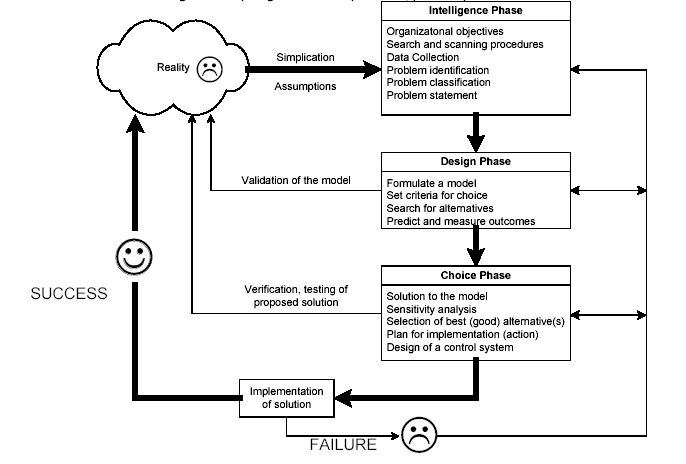 Intelligence Phase
Organizatonal objectives
Search and scanning procedures
Data Collection
Problem identification
Problem classification
Problem statement
Reality
Simplication
Assumptions
Design Phase
Formulate a model
Set criteria for choice
Search for alternatives
Predict and measure outcomes
Validation of the model
Choice Phase
Solution to the model
Sensitivity analysis
Selection of best (good) alternative(s)
Plan for implementation (action)
Design of a control system
Verification, testing of
proposed solution
SUCCESS
Implementation
of solution
FAILURE